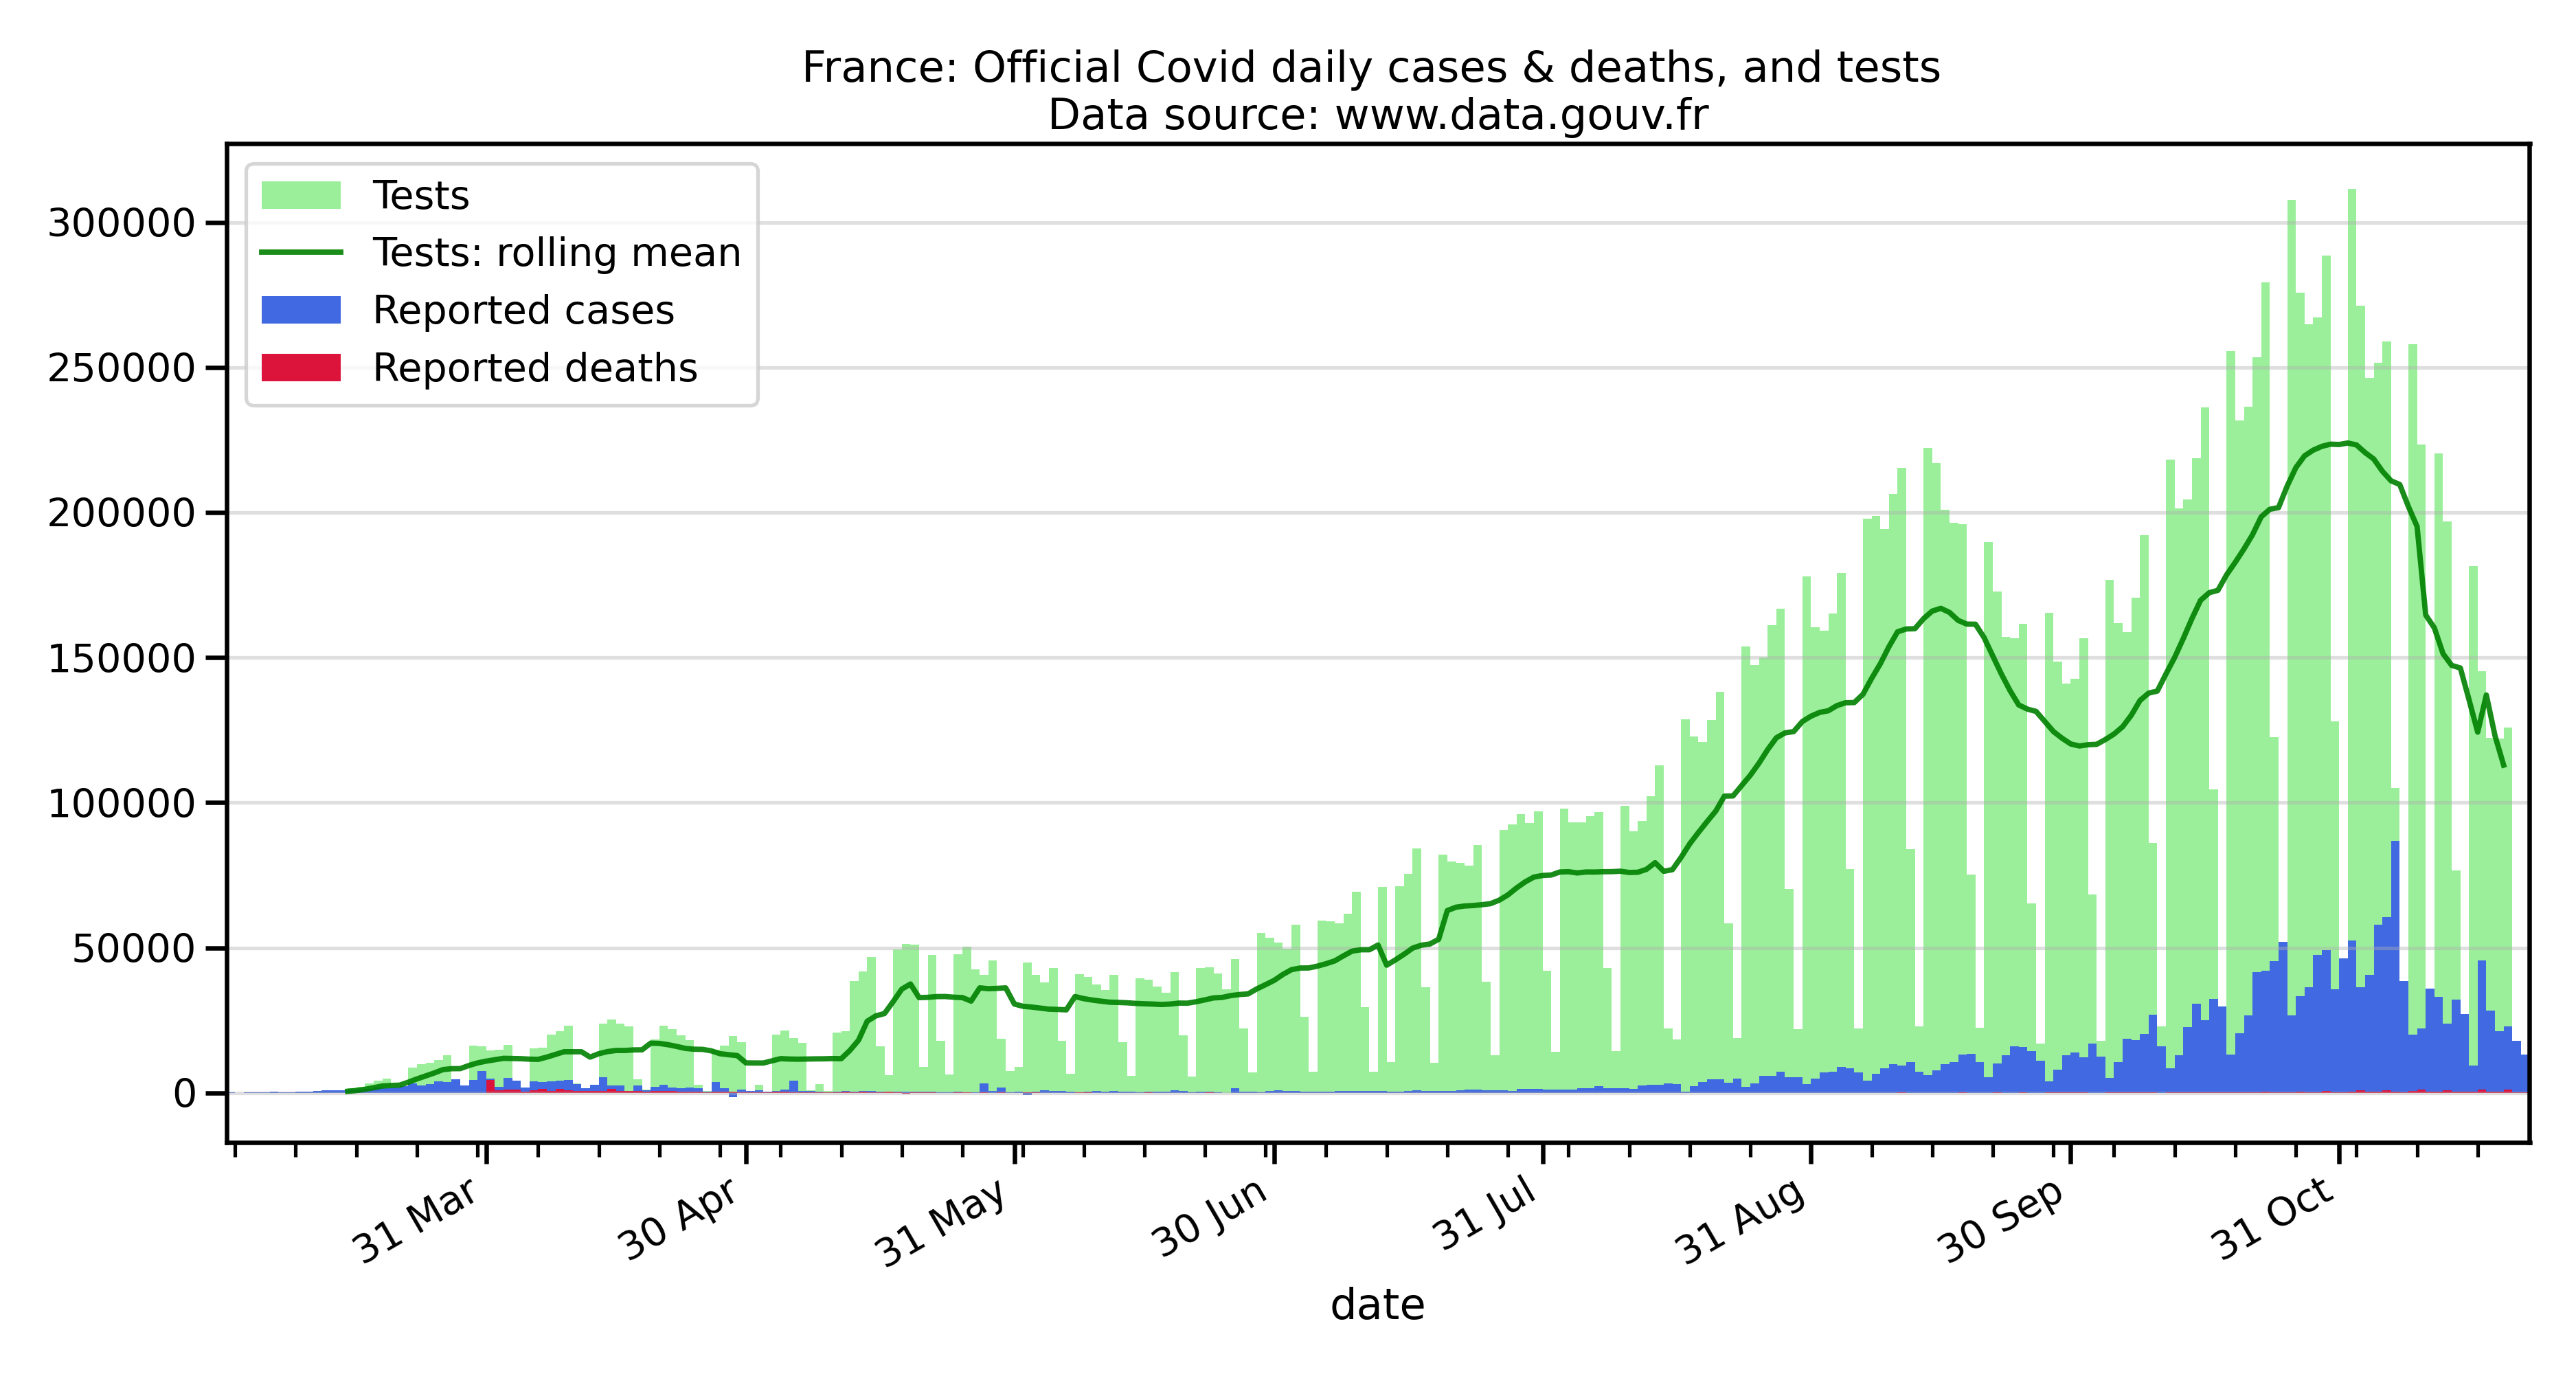 France: Official Covid daily cases & deaths, and tests
Data source: www.data.gouv.fr
Tests
Tests: rolling mean
Reported cases
Reported deaths
300000
250000
200000
150000
100000
50000
0
31 Mar
30 Apr
31 May
30 Jun
31 Jul
31 Aug
30 Sep
31 Oct
date